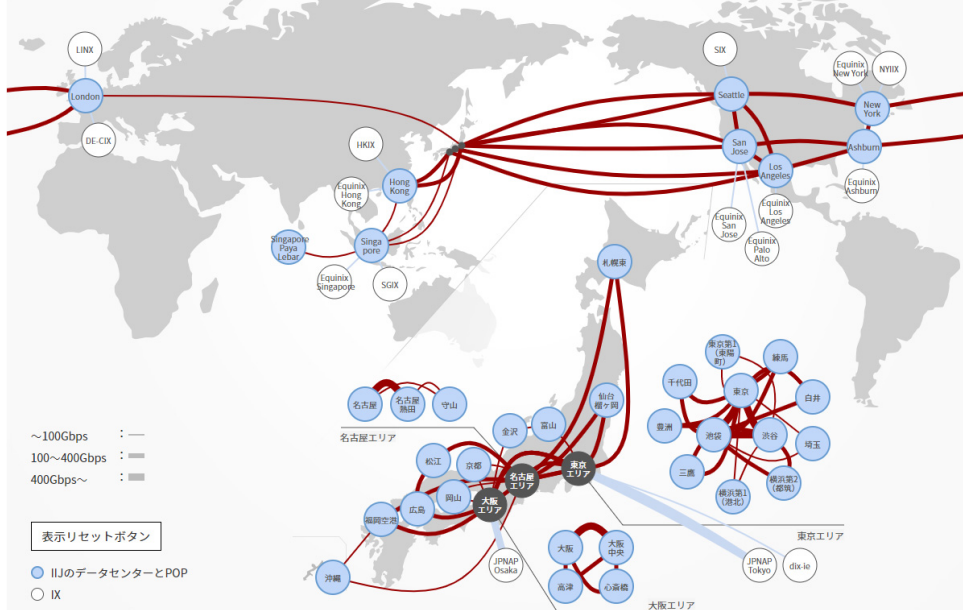 LINX
London
DE-CIX
HKIX
Hong
Kong
Equinix
Hong
Kong
Singapore
Paya
Lebar
Singa
pore
Equinix
Singapore
SGIX
SIX
Seattle
Equinix
New York
NYIIX
New
York
San
Jose
Ashburn
Los
Angeles
Equinix
Ashburn
Equinix
Los
Angeles
Equinix
San
Jose
Equinix
Palo
Alto
札幌東
仙台
榴ヶ岡
東京第1
(東陽
町)
練馬
千代田
東京
白井
豊洲
池袋
渋谷
埼玉
三鷹
横浜第1
(港北)
横浜第2
(都筑)
東京エリア
名古屋
名古屋
熱田
守山
名古屋エリア
金沢
富山
松江
京都
名古屋
エリア
東京
エリア
岡山
大阪
エリア
福岡空港
広島
沖縄
JPNAP
Osaka
大阪
大阪
中央
高津
心斎橋
大阪エリア
JPNAP
Tokyo
dix-ie
~100Gbps :
100~400Gbps :
400Gbps~ :
表示リセットボタン
IIJのデータセンターとPOP
IX